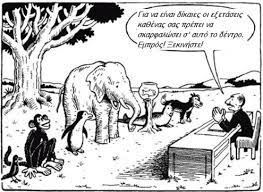 Για να είναι δίκαιες οι εξετάσεις
καθένας σας πρέπει να
σκαρφαλώσει σ' αυτό το δέντρο.
Εμπρός! Ξεκινήστε!